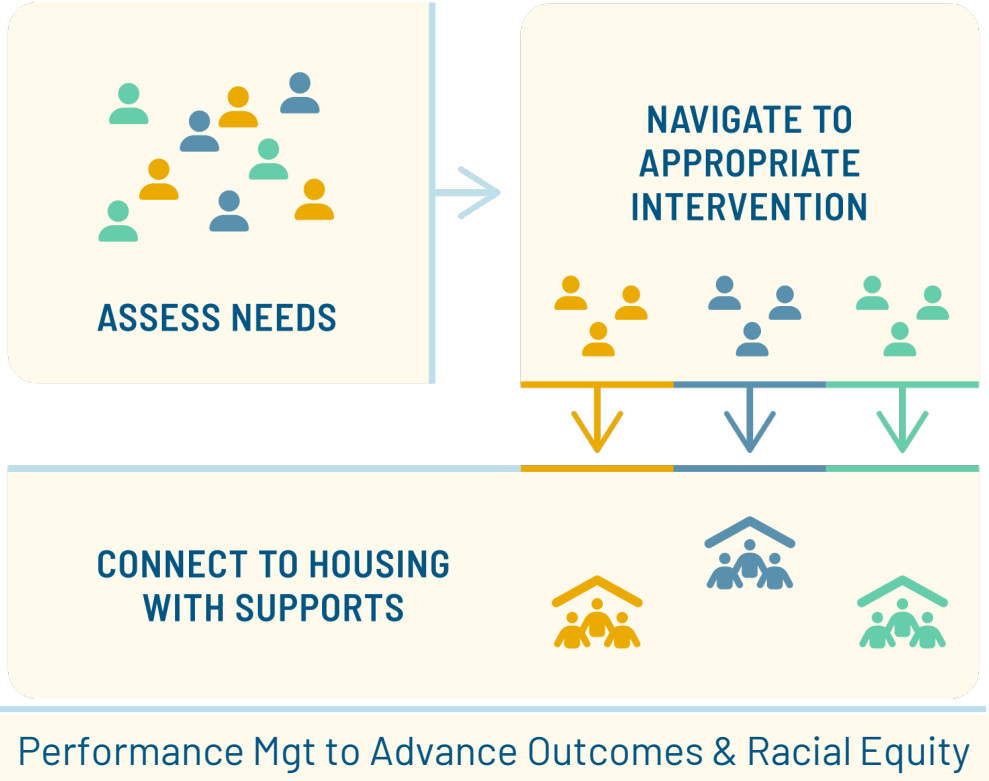 ASSESS NEEDS
NAVIGATE TO
APPROPRIATE
INTERVENTION
CONNECT TO HOUSING
WITH SUPPORTS
Performance Mgt to Advance Outcomes & Racial Equity